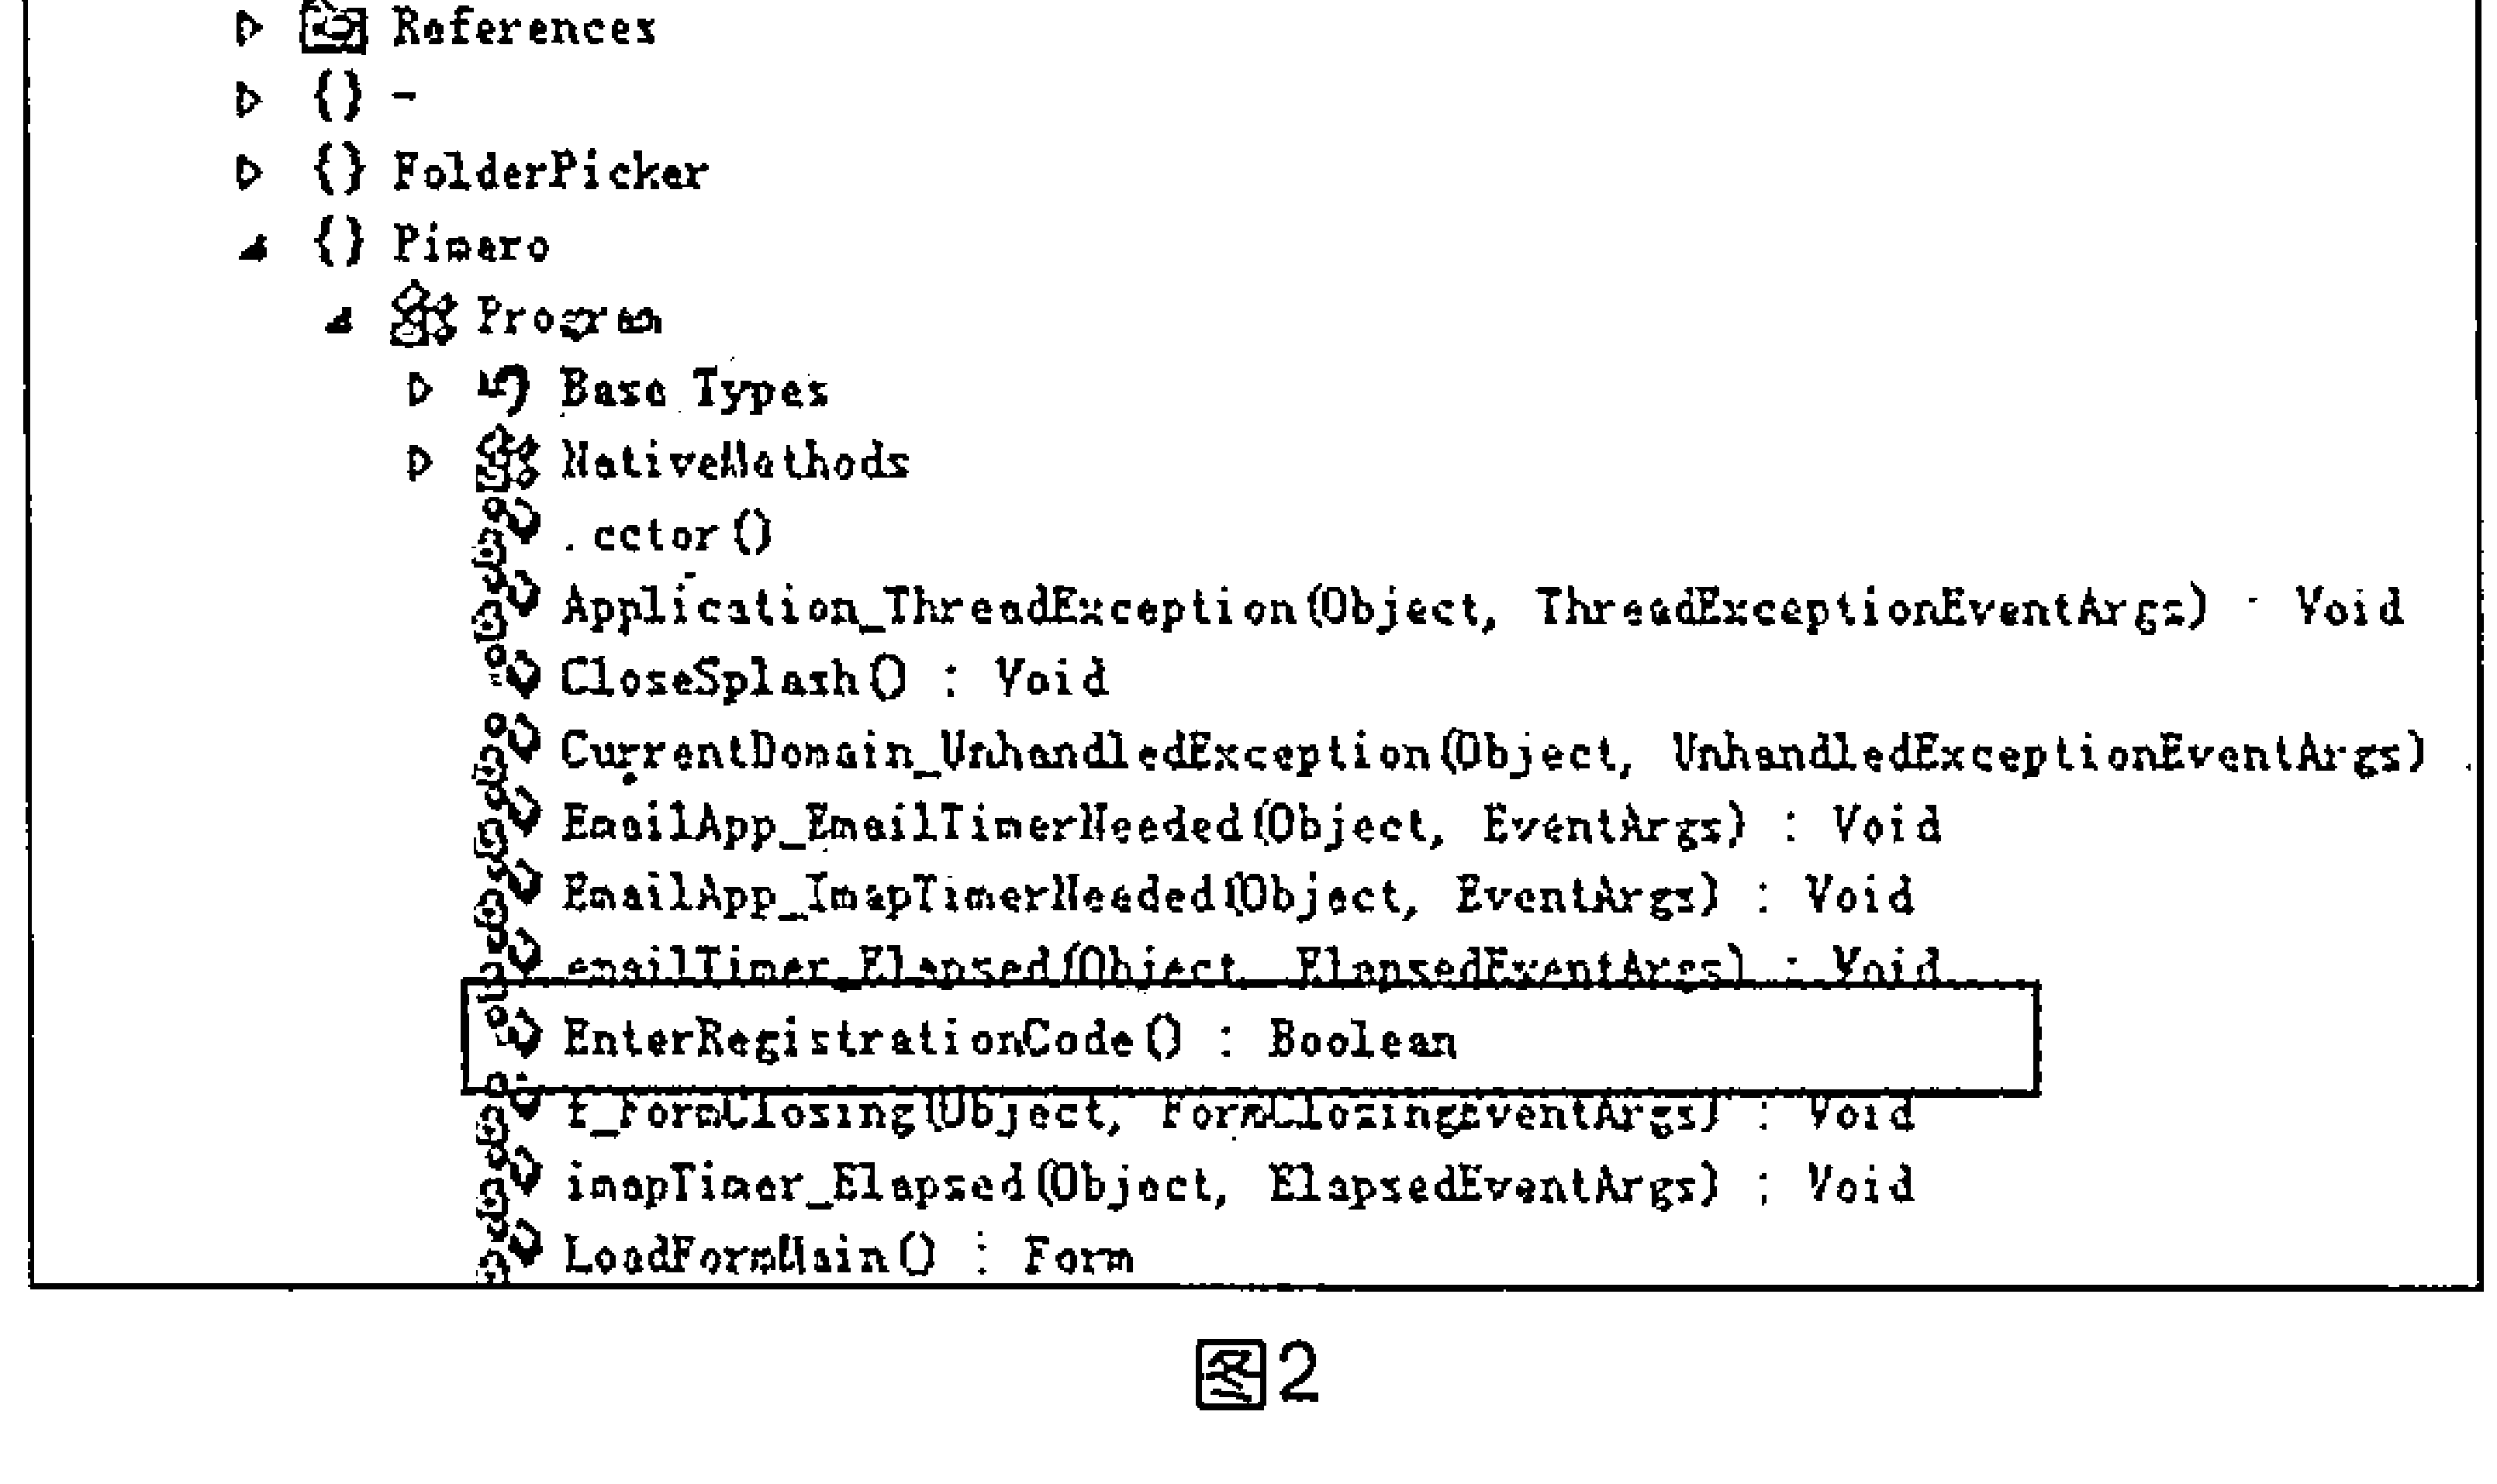 References
{} -
{} FolderPicker
{} Pimero
Program
Base Types
NativeMethods
.cctor()
Application_ThreadException(Object, ThreadExceptionEventArgs) : Void
CloseSplash() : Void
CurrentDomain_UnhandledException(Object, UnhandledExceptionEventArgs)
EmailApp_EmailTimerNeeded(Object, EventArgs) : Void
EmailApp_ImapTimerNeeded(Object, EventArgs) : Void
emailTimer_Elapsed(Object, ElapsedEventArgs) : Void
EnterRegistrationCode() : Boolean
f_FormClosing(Object, FormClosingEventArgs) : Void
imapTimer_Elapsed(Object, ElapsedEventArgs) : Void
LoadFormMain() : Form
图2